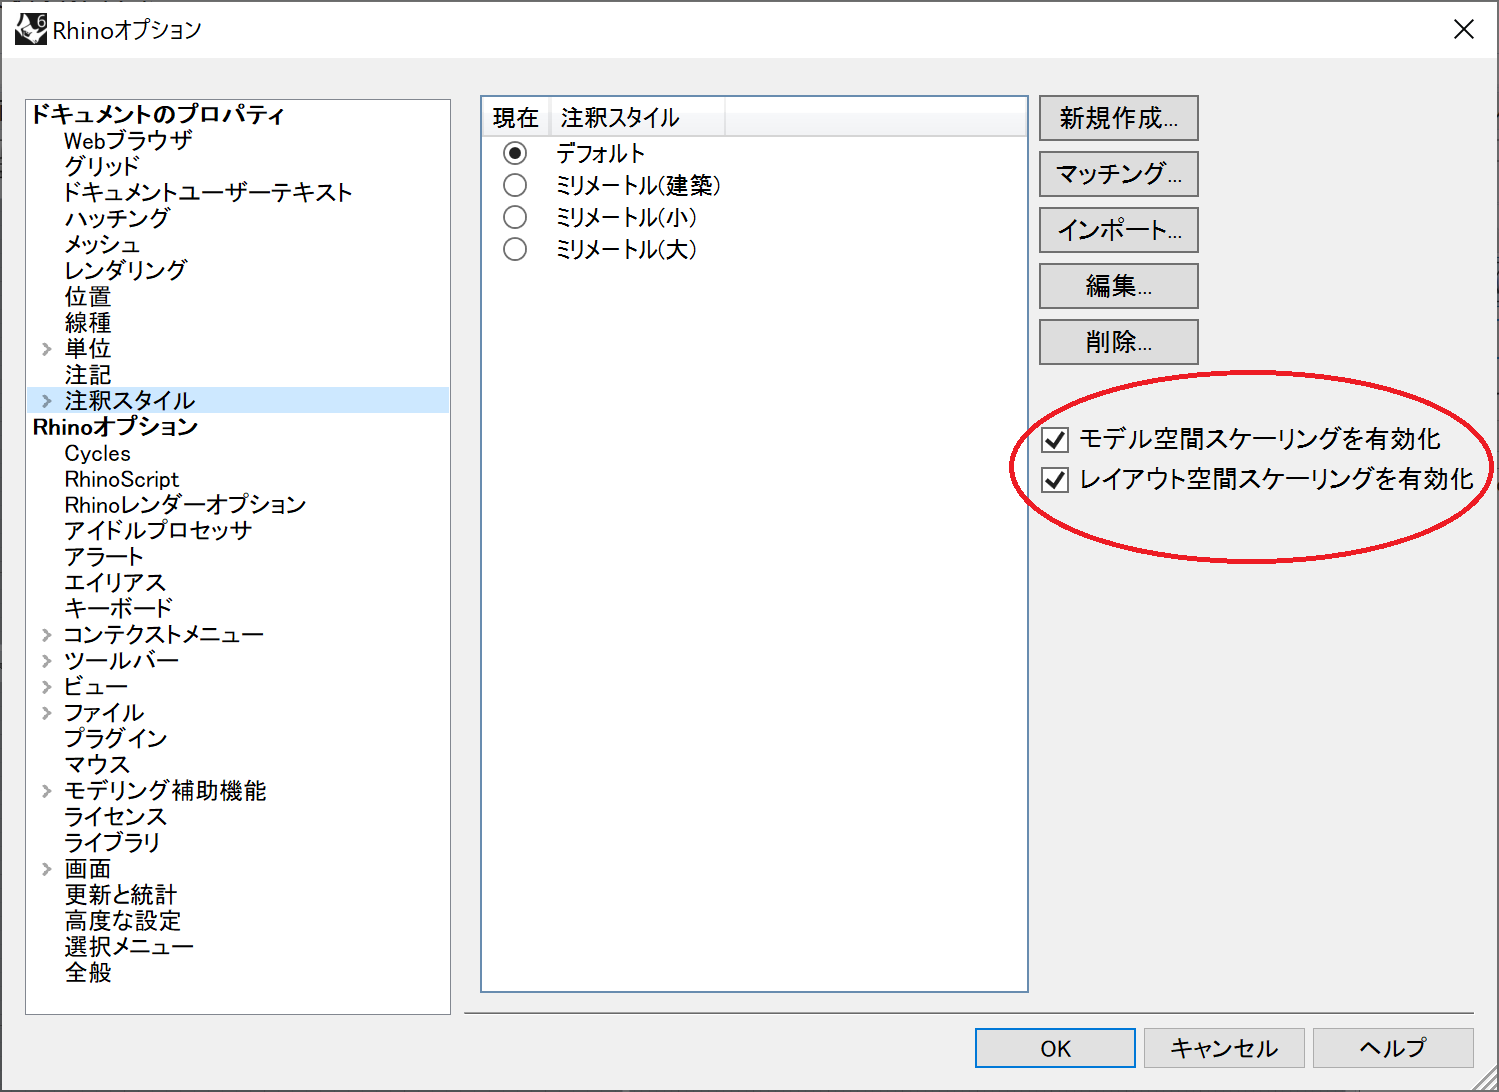 Rhinoオプション
ドキュメントのプロパティ
Webブラウザ
グリッド
ドキュメントユーザーテキスト
ハッチング
メッシュ
レンダリング
位置
線種
単位
注記
注釈スタイル
Rhinoオプション
Cycles
RhinoScript
Rhinoレンダーオプション
アイドルプロセッサ
アラート
エイリアス
キーボード
コンテクストメニュー
ツールバー
ビュー
ファイル
プラグイン
マウス
モデリング補助機能
ライセンス
ライブラリ
画面
更新と統計
高度な設定
選択メニュー
全般
現在 注釈スタイル
デフォルト
ミリメートル(建築)
ミリメートル(小)
ミリメートル(大)
新規作成...
マッチング...
インポート...
編集...
削除...
モデル空間スケーリングを有効化
レイアウト空間スケーリングを有効化
OK キャンセル ヘルプ